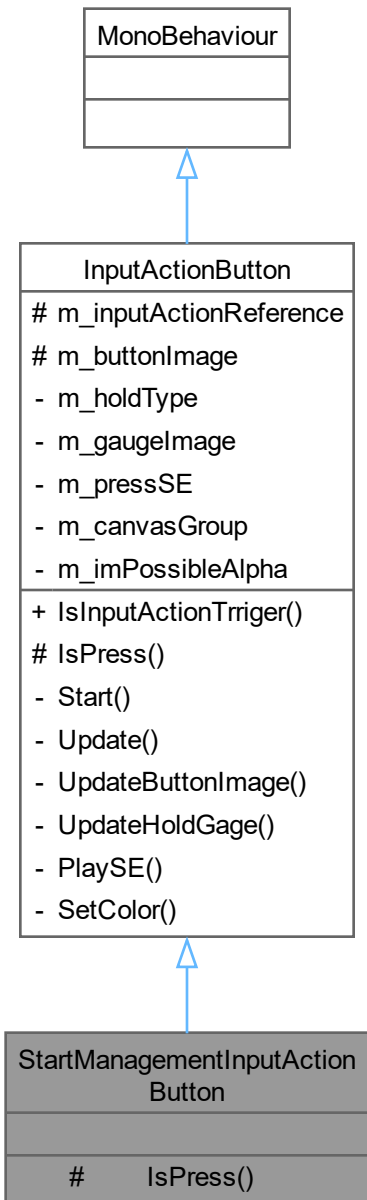 MonoBehaviour
InputActionButton
# m_inputActionReference
# m_buttonImage
- m_holdType
- m_gaugeImage
- m_pressSE
- m_canvasGroup
- m_imPossibleAlpha
+ IsInputActionTrriger()
# IsPress()
- Start()
- Update()
- UpdateButtonImage()
- UpdateHoldGage()
- PlaySE()
- SetColor()
StartManagementInputAction
Button
# IsPress()